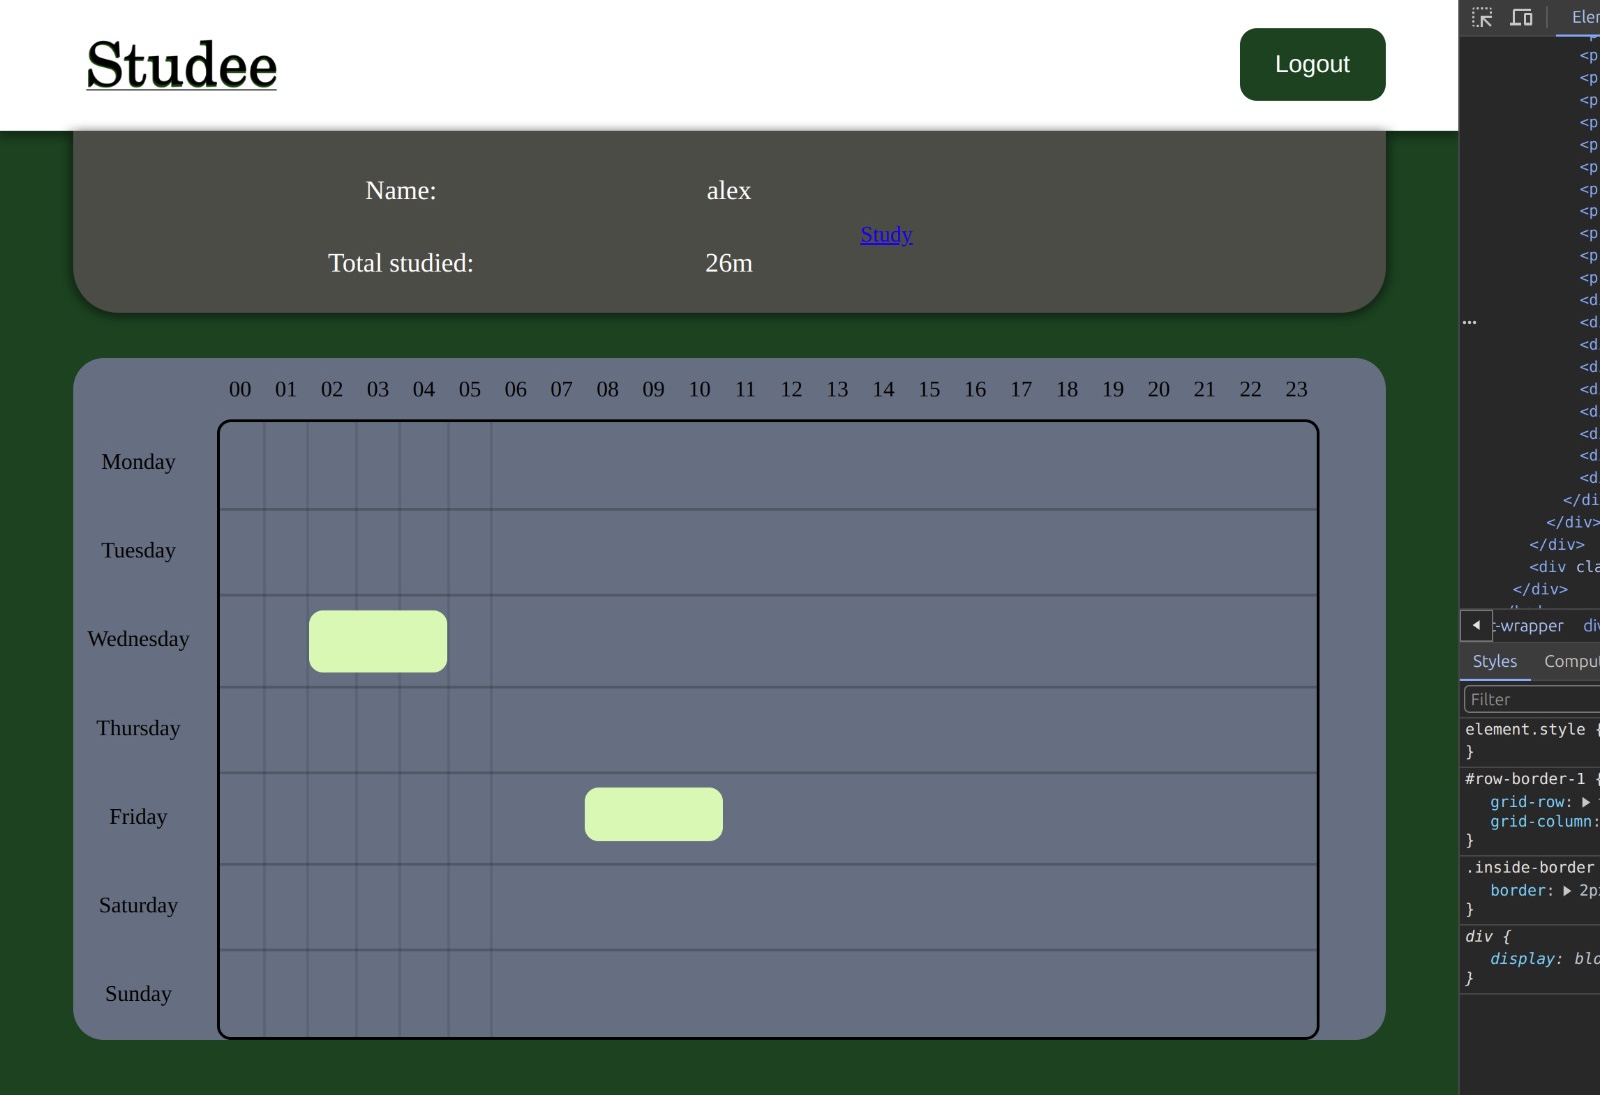 Studee
Logout
Name: alex
Study
Total studied: 26m
00 01 02 03 04 05 06 07 08 09 10 11 12 13 14 15 16 17 18 19 20 21 22 23
Monday
Tuesday
Wednesday
Thursday
Friday
Saturday
Sunday
<p
<p
<p
<p
<p
<p
<p
<p
<p
<p
<p
<d
<d
<d
<d
<d
<d
<d
<d
<d
</di
</div>
</div>
<div cla
</div>
-wrapper div
Styles Compu
Filter
element.style {
}
#row-border-1 {
grid-row:
grid-column:
}
.inside-border
border: 2p
}
div {
display: blo
}